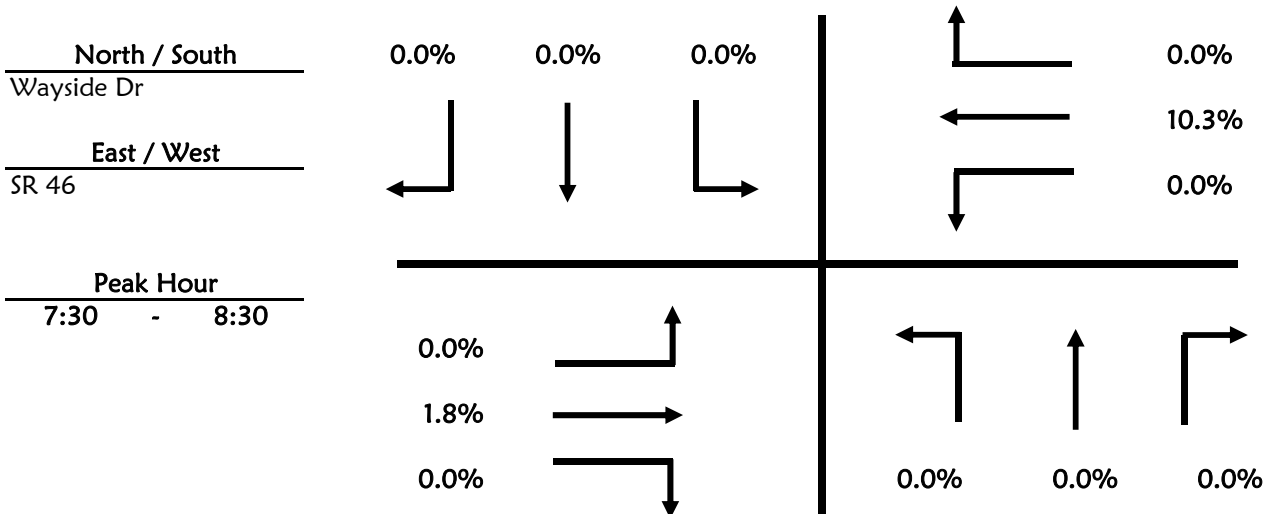 North / South
Wayside Dr
East / West
SR 46
Peak Hour
7:30 - 8:30
0.0% 0.0% 0.0%
0.0%
10.3%
0.0%
0.0%
1.8%
0.0%
0.0% 0.0% 0.0%